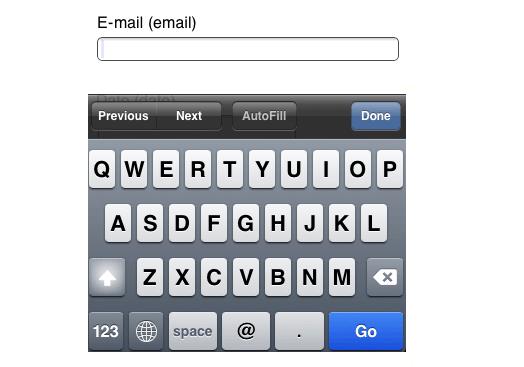 E-mail (email)
Date (date)
Previous Next AutoFill Done
Q W E R T Y U I O P
A S D F G H J K L
Z X C V B N M
123 space @ . Go